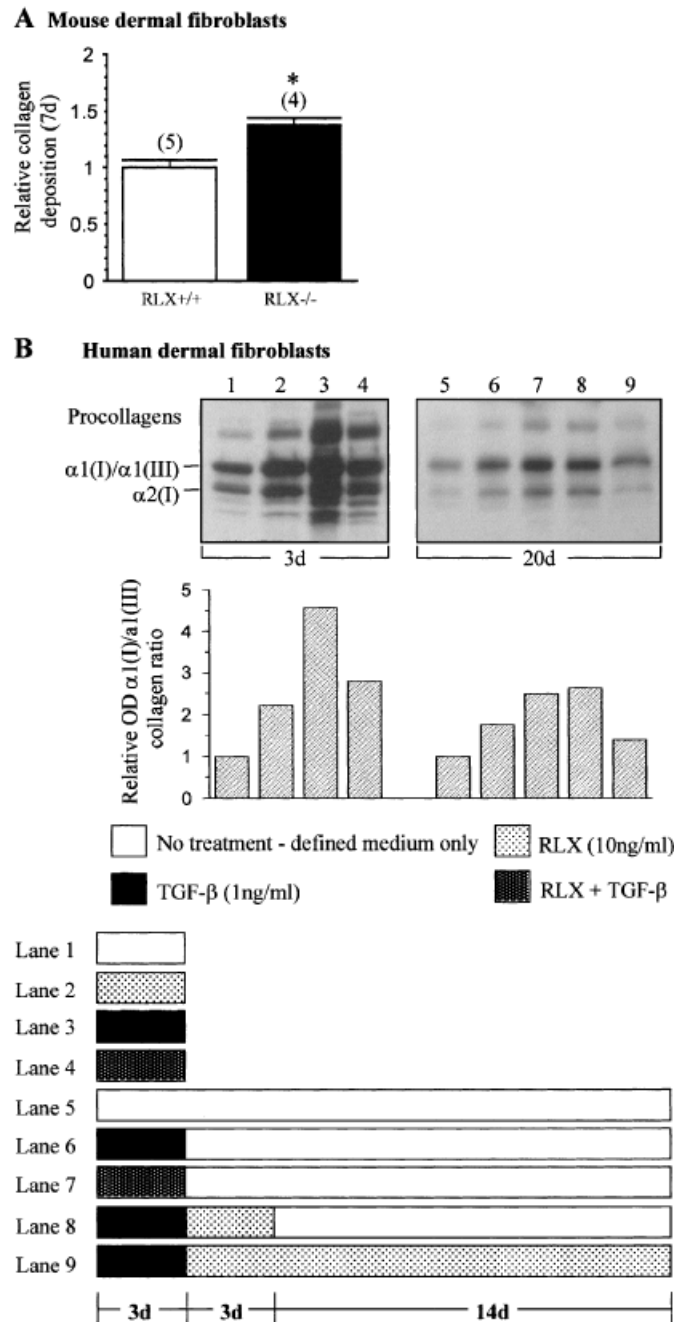 A Mouse dermal fibroblasts
Relative collagen
deposition (7d)
2
1.5
1
0.5
0
(5)
*
(4)
RLX+/+
RLX-/-
B Human dermal fibroblasts
1 2 3 4 5 6 7 8 9
Procollagens
α1(I)/α1(III)
α2(I)
3d
20d
Relative OD α1(I)/a1(III)
collagen ratio
5
4
3
2
1
0
No treatment - defined medium only
RLX (10ng/ml)
TGF-β (1ng/ml)
RLX + TGF-β
Lane 1
Lane 2
Lane 3
Lane 4
Lane 5
Lane 6
Lane 7
Lane 8
Lane 9
3d 3d 14d